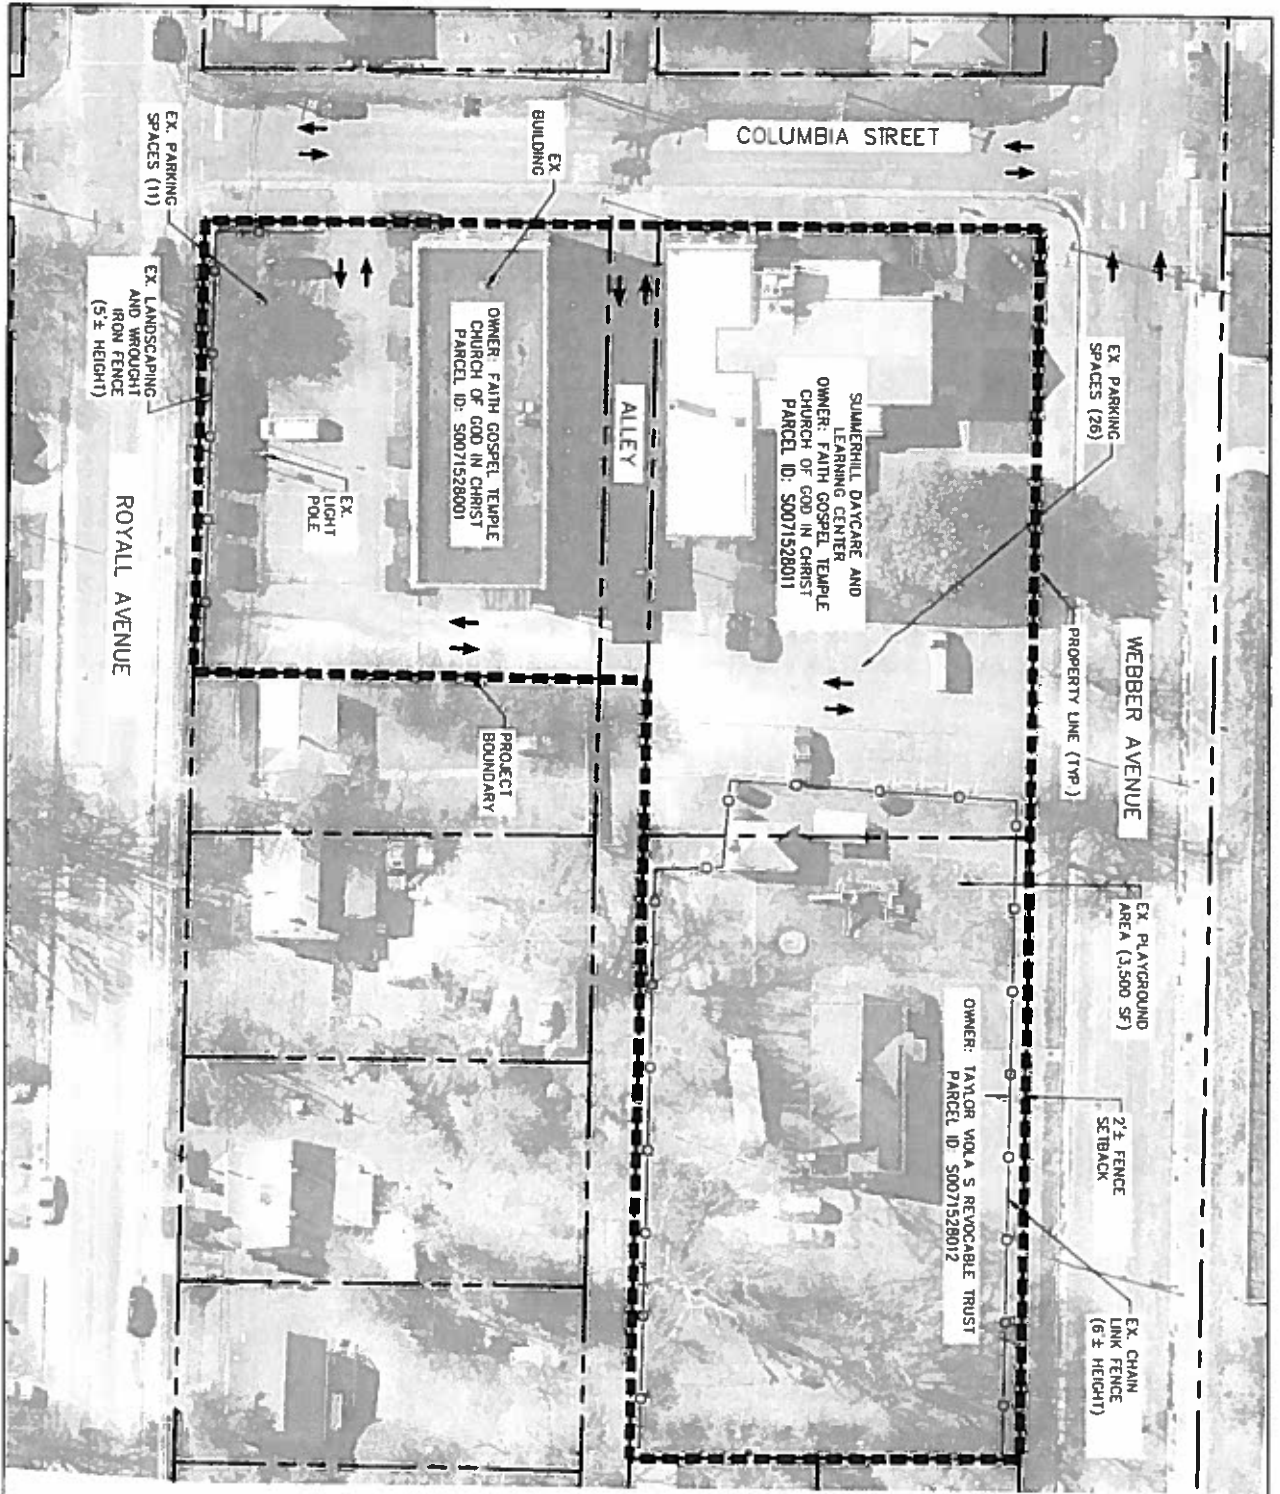 COLUMBIA STREET
EX. PARKING
SPACES (11)
EX.
BUILDING
EX. LANDSCAPING
AND WROUGHT
IRON FENCE
(5'± HEIGHT)
OWNER: FAITH GOSPEL TEMPLE
CHURCH OF GOD IN CHRIST
PARCEL ID: S0071528001
ALLEY
SUMMERHILL DAYCARE AND
LEARNING CENTER
OWNER: FAITH GOSPEL TEMPLE
CHURCH OF GOD IN CHRIST
PARCEL ID: S0071528011
EX. PARKING
SPACES (26)
EX.
LIGHT
POLE
ROYALL AVENUE
PROPERTY LINE (TYP.)
WEBBER AVENUE
PROJECT
BOUNDARY
EX. PLAYGROUND
AREA (3,500 SF)
OWNER: TAYLOR VIOLA S REVOCABLE TRUST
PARCEL ID: S0071528012
2'± FENCE
SETBACK
EX. CHAIN
LINK FENCE
(6'± HEIGHT)